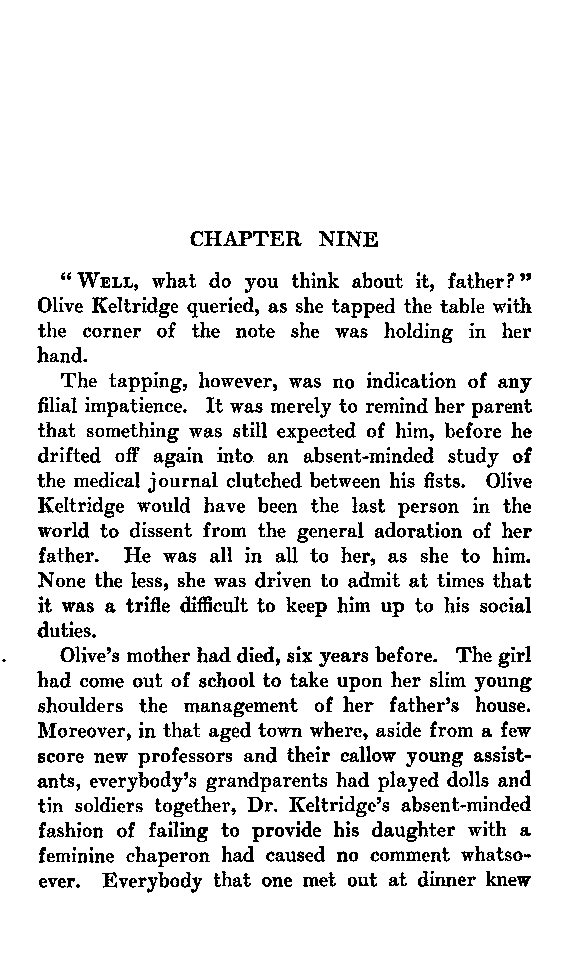 CHAPTER NINE
“ WELL, what do you think about it, father? ”
Olive Keltridge queried, as she tapped the table with
the corner of the note she was holding in her
hand.
The tapping, however, was no indication of any
filial impatience. It was merely to remind her parent
that something was still expected of him, before he
drifted off again into an absent-minded study of
the medical journal clutched between his fists. Olive
Keltridge would have been the last person in the
world to dissent from the general adoration of her
father. He was all in all to her, as she to him.
None the less, she was driven to admit at times that
it was a trifle difficult to keep him up to his social
duties.
Olive’s mother had died, six years before. The girl
had come out of school to take upon her slim young
shoulders the management of her father’s house.
Moreover, in that aged town where, aside from a few
score new professors and their callow young assist-
ants, everybody’s grandparents had played dolls and
tin soldiers together, Dr. Keltridge’s absent-minded
fashion of failing to provide his daughter with a
feminine chaperon had caused no comment whatso-
ever. Everybody that one met out at dinner knew